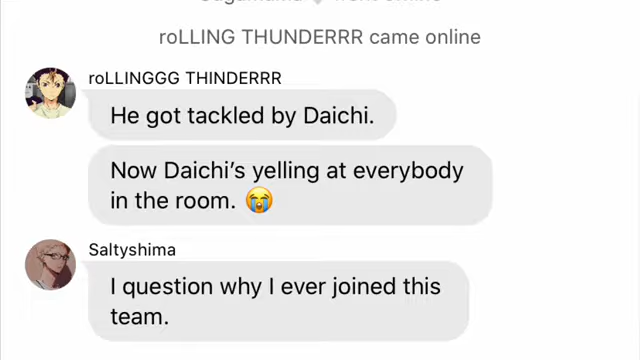 roLLING THUNDERRR came online
roLLINGGG THINDERRR
He got tackled by Daichi.
Now Daichi’s yelling at everybody
in the room. 😭
Saltyshima
I question why I ever joined this
team.